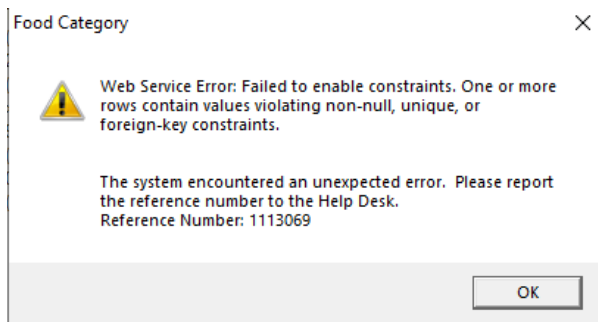 Food Category
Web Service Error: Failed to enable constraints. One or more
rows contain values violating non-null, unique, or
foreign-key constraints.
The system encountered an unexpected error.  Please report
the reference number to the Help Desk.
Reference Number: 1113069
OK